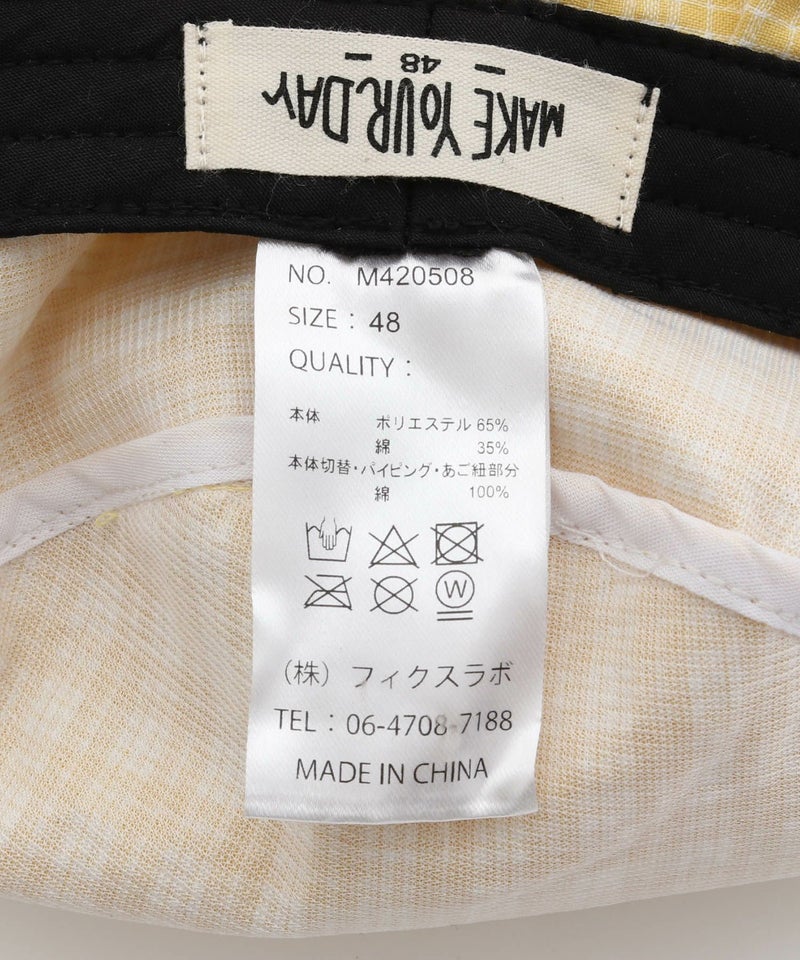 MAKE YOUR DAY
48
NO. M420508
SIZE : 48
QUALITY :
本体 ポリエステル 65%
綿 35%
本体切替・パイピング・あご紐部分
綿 100%
W
(株) フィクスラボ
TEL : 06-4708-7188
MADE IN CHINA